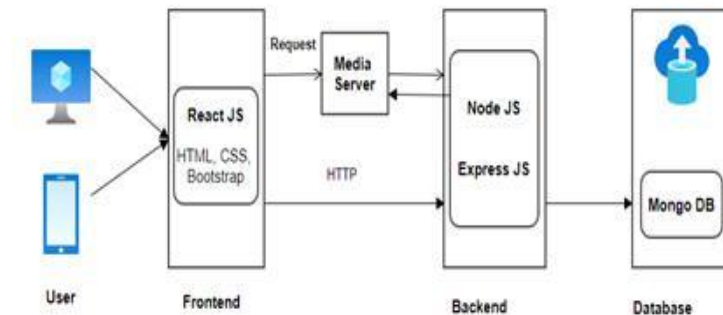 Request
Media
Server
React JS
HTML, CSS,
Bootstrap
HTTP
Node JS
Express JS
Mongo DB
User
Frontend
Backend
Database